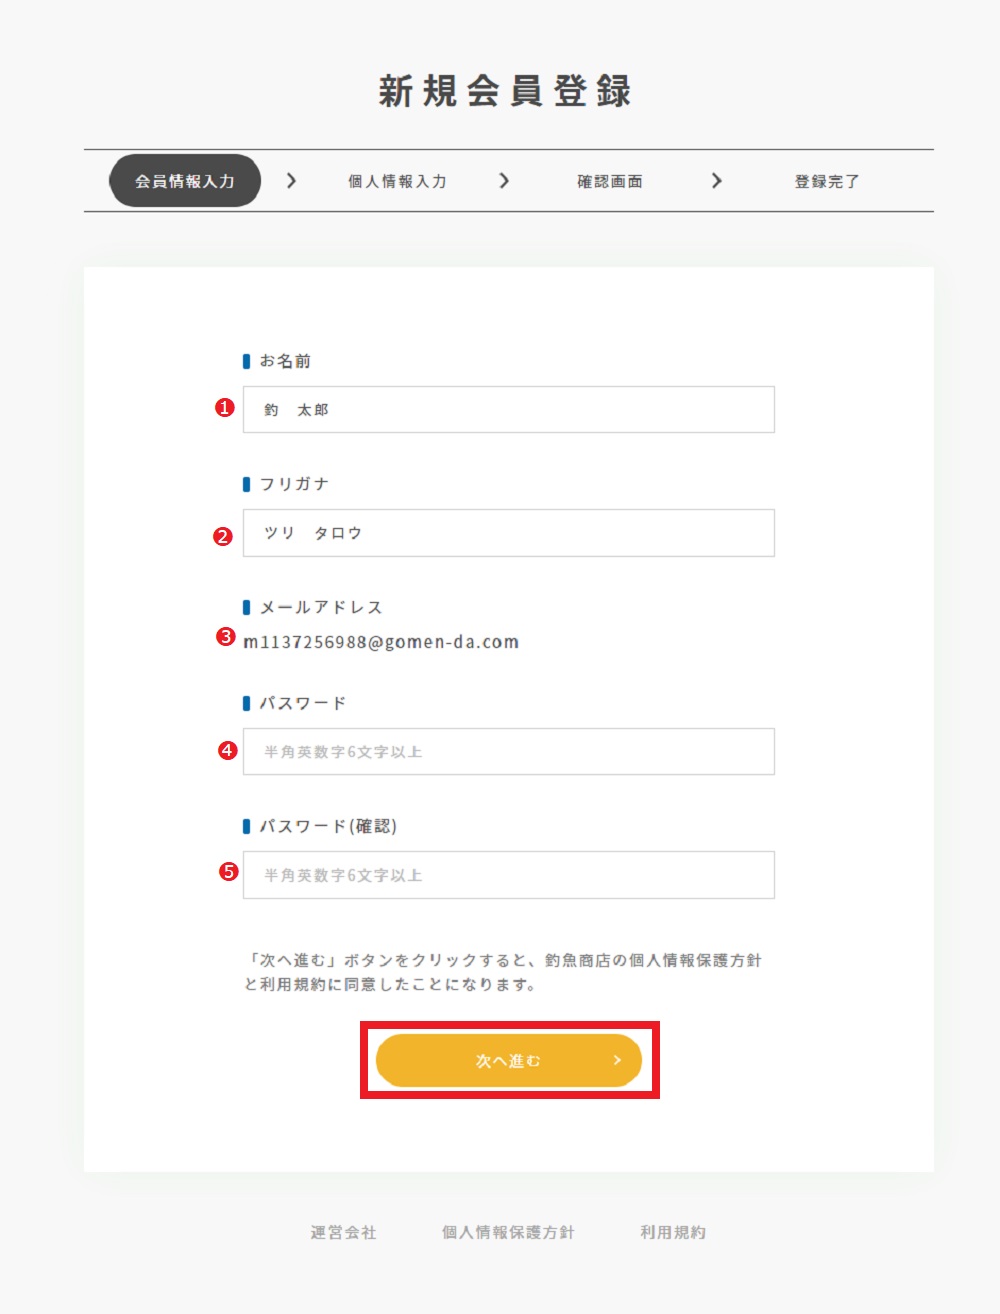 新規会員登録
会員情報入力 > 個人情報入力 > 確認画面 > 登録完了
お名前
❶ 釣　太郎
フリガナ
❷ ツリ　タロウ
メールアドレス
❸ m1137256988@gomen-da.com
パスワード
❹ 半角英数字6文字以上
パスワード(確認)
❺ 半角英数字6文字以上
「次へ進む」ボタンをクリックすると、釣魚商店の個人情報保護方針
と利用規約に同意したことになります。
次へ進む >
運営会社 個人情報保護方針 利用規約